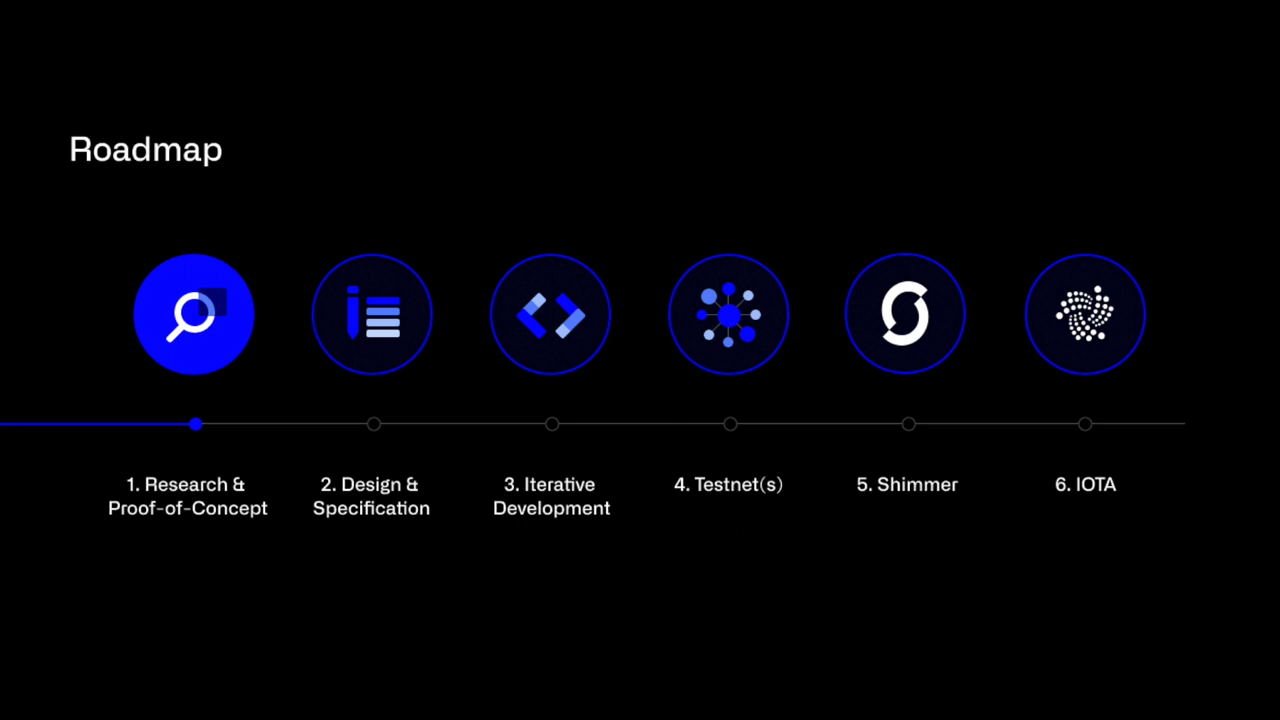 Roadmap
1. Research &
Proof-of-Concept
2. Design &
Specification
3. Iterative
Development
4. Testnet(s)
5. Shimmer
6. IOTA